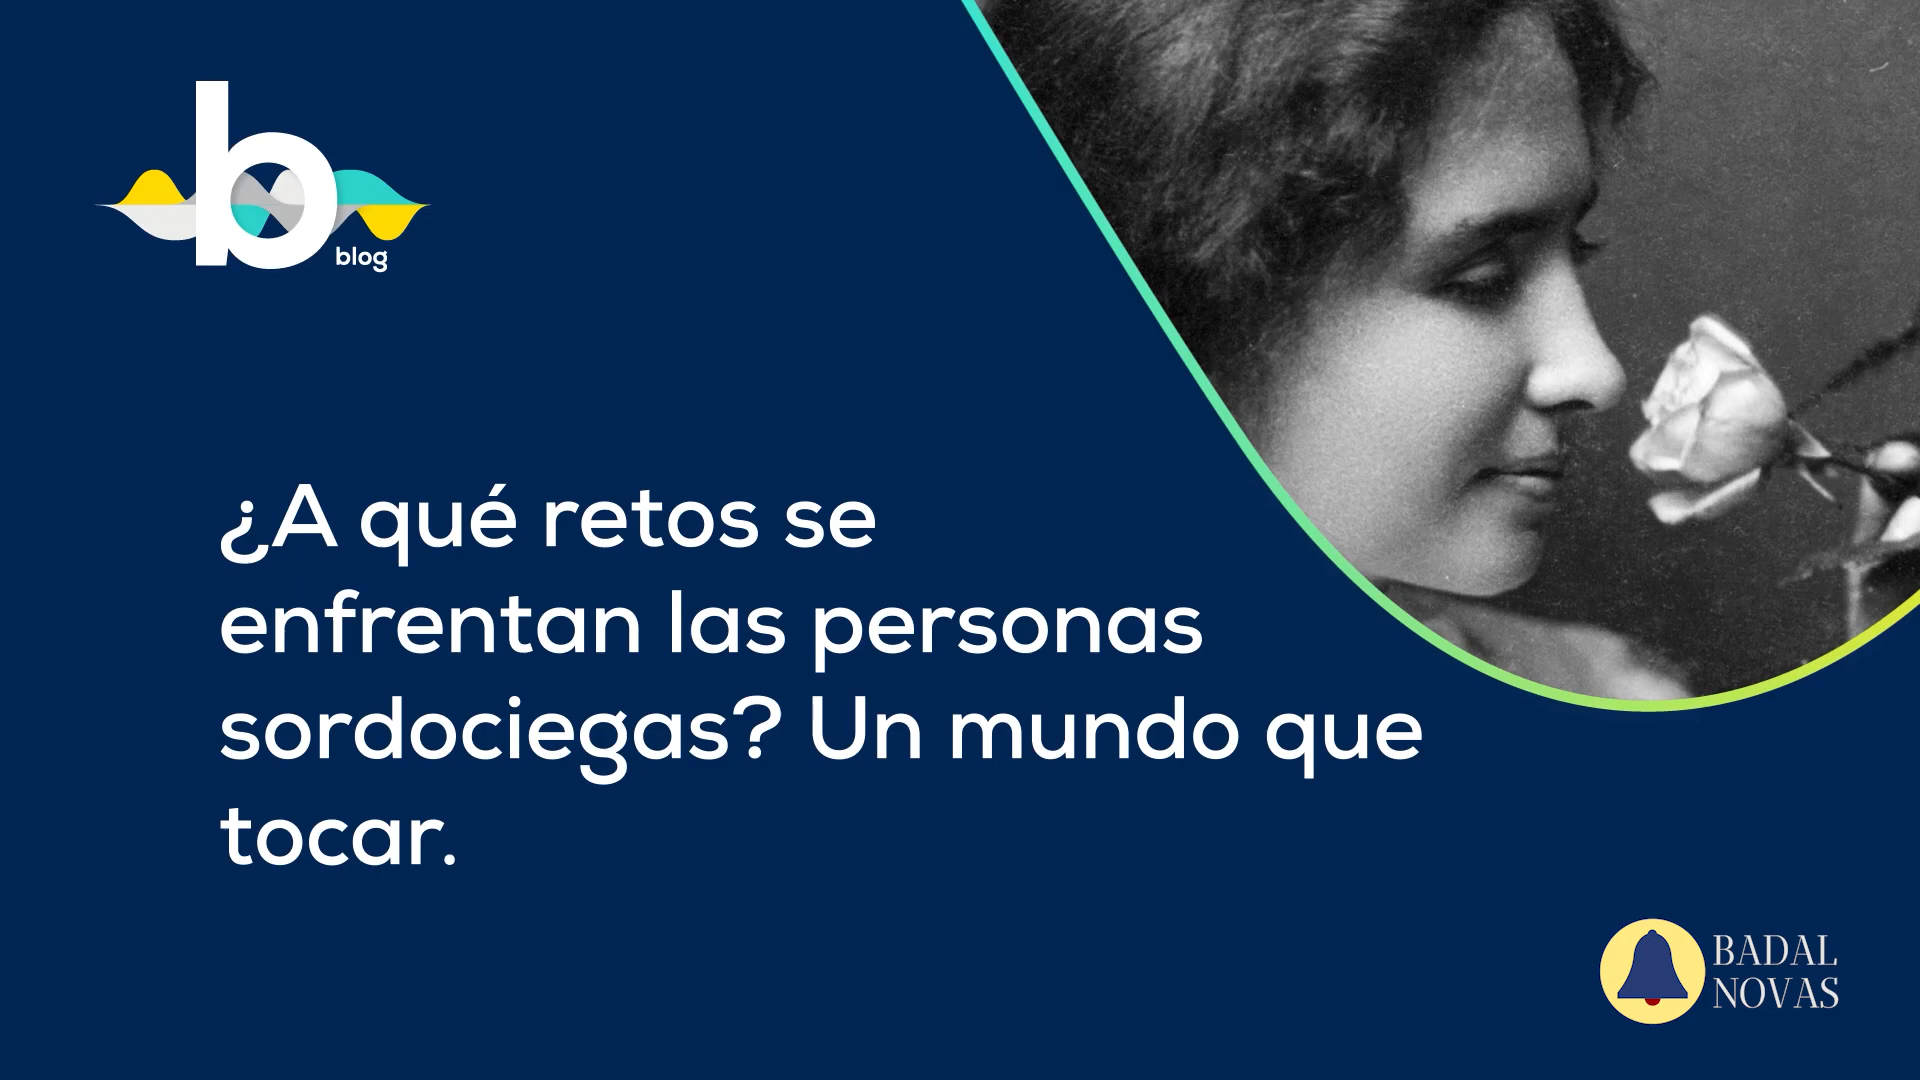 b
blog
¿A qué retos se
enfrentan las personas
sordociegas? Un mundo que
tocar.
BADAL
NOVAS